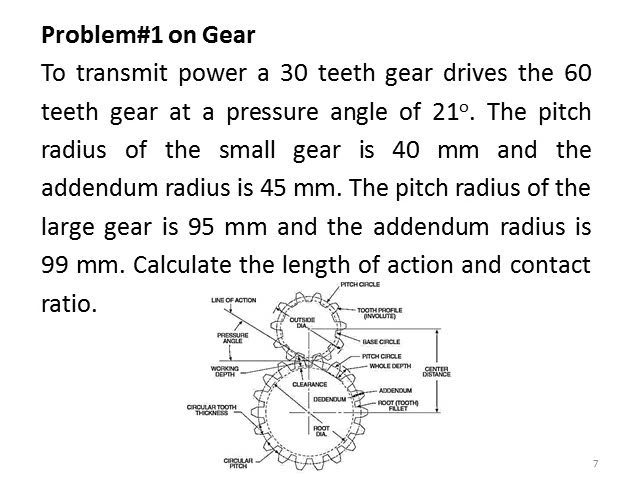 Problem#1 on Gear
To transmit power a 30 teeth gear drives the 60
teeth gear at a pressure angle of 21°. The pitch
radius of the small gear is 40 mm and the
addendum radius is 45 mm. The pitch radius of the
large gear is 95 mm and the addendum radius is
99 mm. Calculate the length of action and contact
ratio.
PITCH CIRCLE
LINE OF ACTION
TOOTH PROFILE
(INVOLUTE)
OUTSIDE
DIA.
PRESSURE
ANGLE
BASE CIRCLE
PITCH CIRCLE
WHOLE DEPTH
WORKING
DEPTH
CENTER
DISTANCE
CLEARANCE
ADDENDUM
DEDENDUM
ROOT (TOOTH)
FILLET
CIRCULAR TOOTH
THICKNESS
ROOT
DIA.
CIRCULAR
PITCH
7